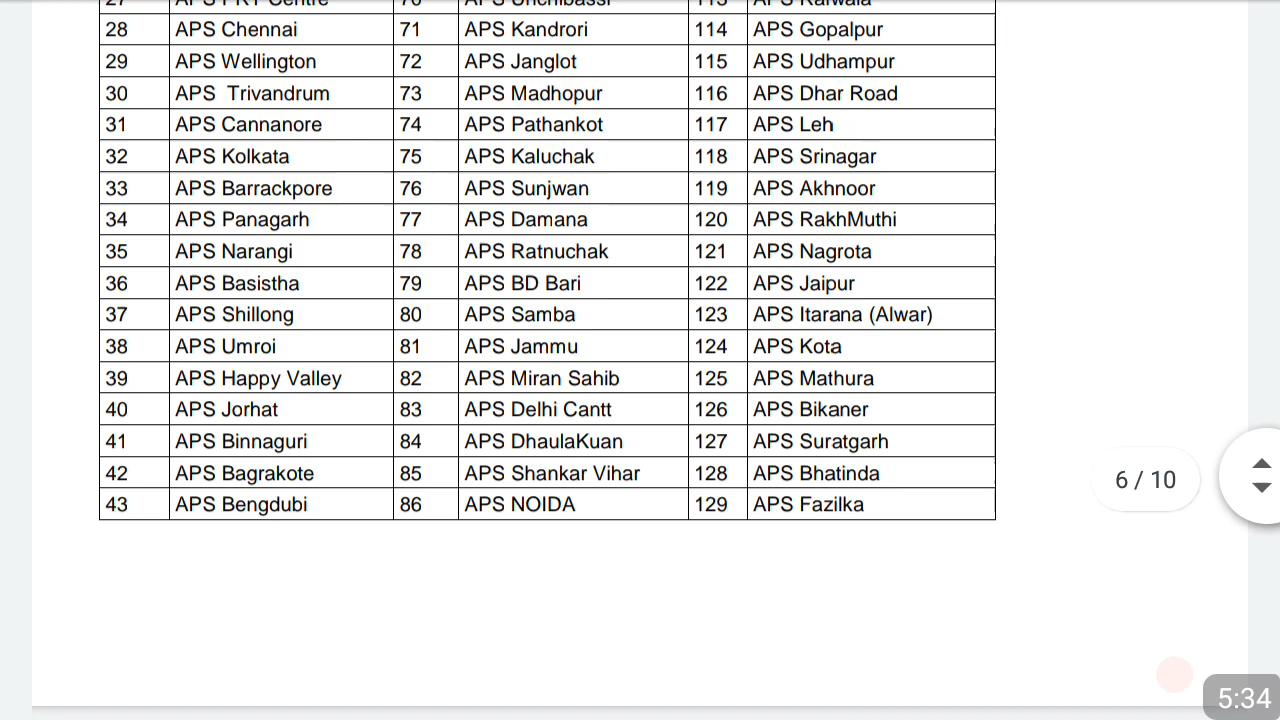 28 APS Chennai 71 APS Kandrori 114 APS Gopalpur
29 APS Wellington 72 APS Janglot 115 APS Udhampur
30 APS Trivandrum 73 APS Madhopur 116 APS Dhar Road
31 APS Cannanore 74 APS Pathankot 117 APS Leh
32 APS Kolkata 75 APS Kaluchak 118 APS Srinagar
33 APS Barrackpore 76 APS Sunjwan 119 APS Akhnoor
34 APS Panagarh 77 APS Damana 120 APS RakhMuthi
35 APS Narangi 78 APS Ratnuchak 121 APS Nagrota
36 APS Basistha 79 APS BD Bari 122 APS Jaipur
37 APS Shillong 80 APS Samba 123 APS Itarana (Alwar)
38 APS Umroi 81 APS Jammu 124 APS Kota
39 APS Happy Valley 82 APS Miran Sahib 125 APS Mathura
40 APS Jorhat 83 APS Delhi Cantt 126 APS Bikaner
41 APS Binnaguri 84 APS DhaulaKuan 127 APS Suratgarh
42 APS Bagrakote 85 APS Shankar Vihar 128 APS Bhatinda
43 APS Bengdubi 86 APS NOIDA 129 APS Fazilka
6 / 10
5:34